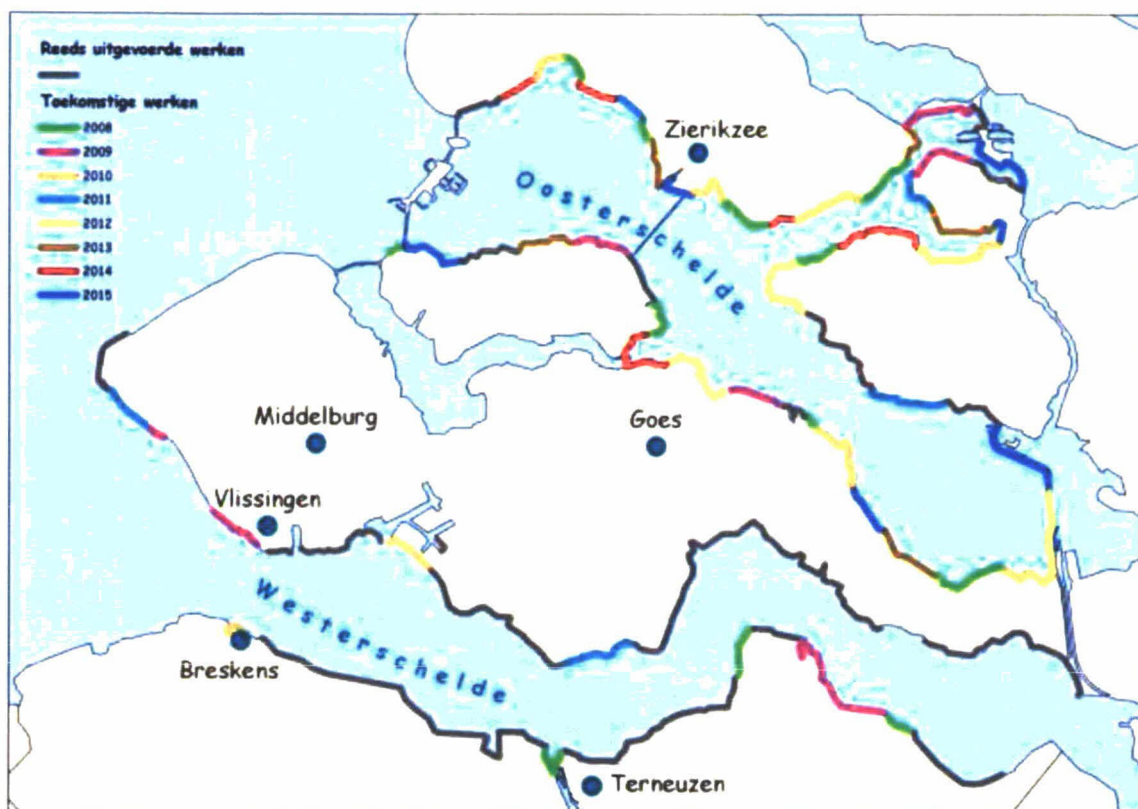 Reeds uitgevoerde werken
Toekomstige werken
2008
2009
2010
2011
2012
2013
2014
2015
Zierikzee
Oosterschelde
Middelburg
Goes
Vlissingen
Westerschelde
Breskens
Terneuzen